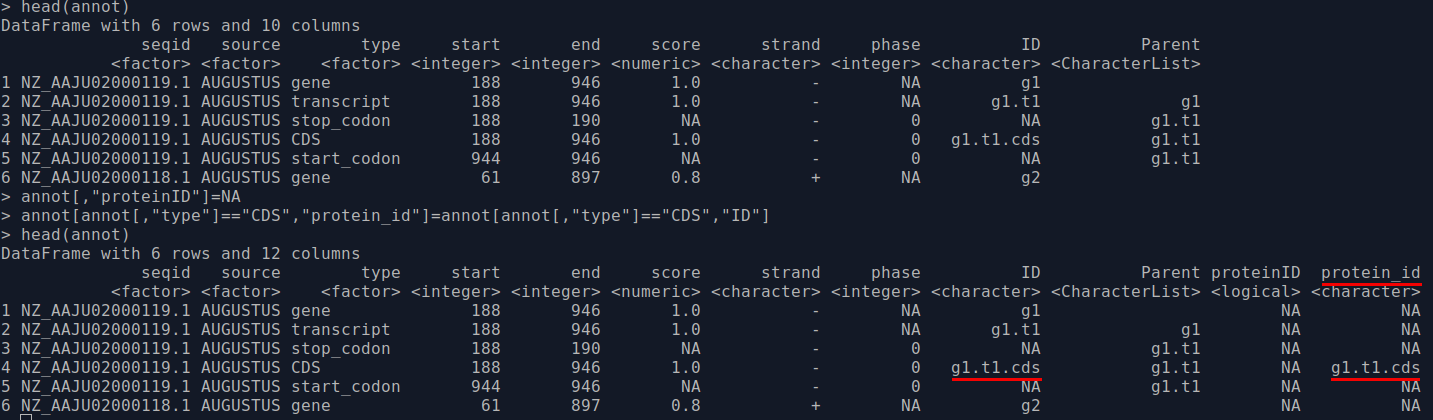 > head(annot)
DataFrame with 6 rows and 10 columns
seqid source type start end score strand phase ID Parent
<factor> <factor> <factor> <integer> <integer> <numeric> <character> <integer> <character> <CharacterList>
1 NZ_AAJU02000119.1 AUGUSTUS gene 188 946 1.0 - NA g1
2 NZ_AAJU02000119.1 AUGUSTUS transcript 188 946 1.0 - NA g1.t1 g1
3 NZ_AAJU02000119.1 AUGUSTUS stop_codon 188 190 NA - 0 NA g1.t1
4 NZ_AAJU02000119.1 AUGUSTUS CDS 188 946 1.0 - 0 g1.t1.cds g1.t1
5 NZ_AAJU02000119.1 AUGUSTUS start_codon 944 946 NA - 0 NA g1.t1
6 NZ_AAJU02000118.1 AUGUSTUS gene 61 897 0.8 + NA g2
> annot[,"proteinID"]=NA
> annot[annot[,"type"]=="CDS","protein_id"]=annot[annot[,"type"]=="CDS","ID"]
> head(annot)
DataFrame with 6 rows and 12 columns
seqid source type start end score strand phase ID Parent proteinID protein_id
<factor> <factor> <factor> <integer> <integer> <numeric> <character> <integer> <character> <CharacterList> <logical> <character>
1 NZ_AAJU02000119.1 AUGUSTUS gene 188 946 1.0 - NA g1 NA NA
2 NZ_AAJU02000119.1 AUGUSTUS transcript 188 946 1.0 - NA g1.t1 g1 NA NA
3 NZ_AAJU02000119.1 AUGUSTUS stop_codon 188 190 NA - 0 NA g1.t1 NA NA
4 NZ_AAJU02000119.1 AUGUSTUS CDS 188 946 1.0 - 0 g1.t1.cds g1.t1 NA g1.t1.cds
5 NZ_AAJU02000119.1 AUGUSTUS start_codon 944 946 NA - 0 NA g1.t1 NA NA
6 NZ_AAJU02000118.1 AUGUSTUS gene 61 897 0.8 + NA g2 NA NA